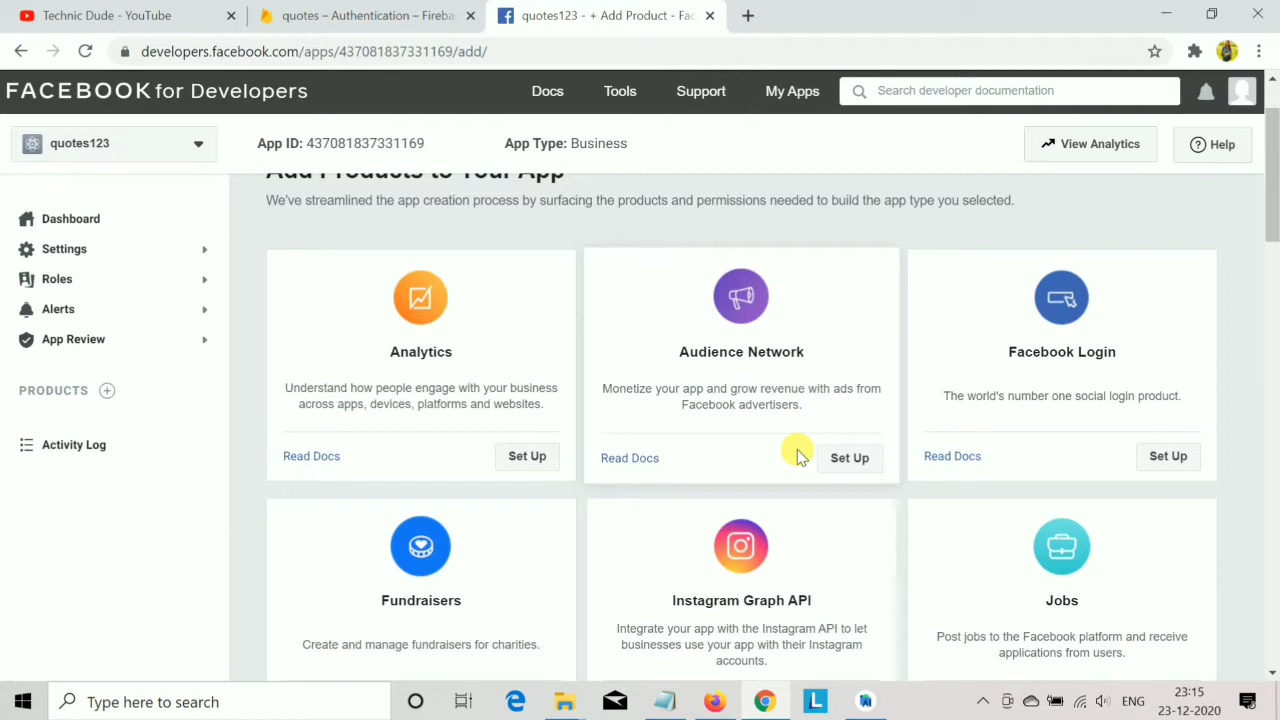 Technic Dude - YouTube
quotes – Authentication – Fireba
quotes123 - + Add Product - Fac
developers.facebook.com/apps/437081837331169/add/
FACEBOOK for Developers
Docs
Tools
Support
My Apps
Search developer documentation
quotes123
App ID: 437081837331169
App Type: Business
View Analytics
Help
Add Products to Your App
We've streamlined the app creation process by surfacing the products and permissions needed to build the app type you selected.
Dashboard
Settings
Roles
Alerts
App Review
PRODUCTS
Activity Log
Analytics
Understand how people engage with your business
across apps, devices, platforms and websites.
Read Docs
Set Up
Audience Network
Monetize your app and grow revenue with ads from
Facebook advertisers.
Read Docs
Set Up
Facebook Login
The world's number one social login product.
Read Docs
Set Up
Fundraisers
Create and manage fundraisers for charities.
Instagram Graph API
Integrate your app with the Instagram API to let
businesses use your app with their Instagram
accounts.
Jobs
Post jobs to the Facebook platform and receive
applications from users.
Type here to search
L
ENG
23:15
23-12-2020